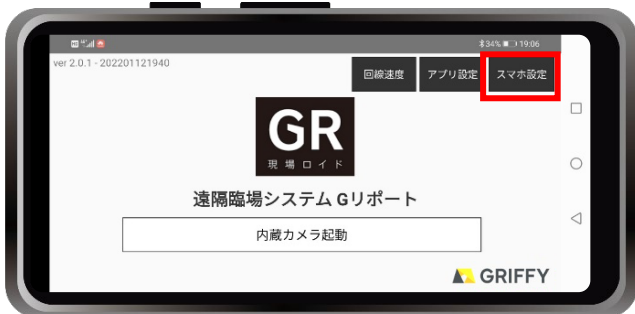 34% 19:06
ver 2.0.1 - 202201121940
回線速度 アプリ設定 スマホ設定
GR
現場ロイド
遠隔臨場システム Gリポート
内蔵カメラ起動
GRIFFY